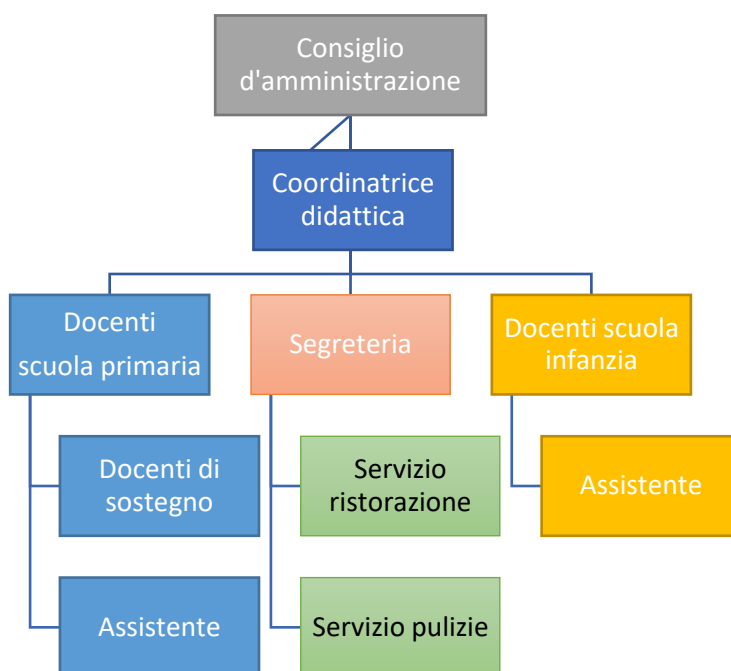 Consiglio
d'amministrazione
Coordinatrice
didattica
Docenti
scuola primaria
Segreteria
Docenti scuola
infanzia
Docenti di
sostegno
Servizio
ristorazione
Assistente
Assistente
Servizio pulizie